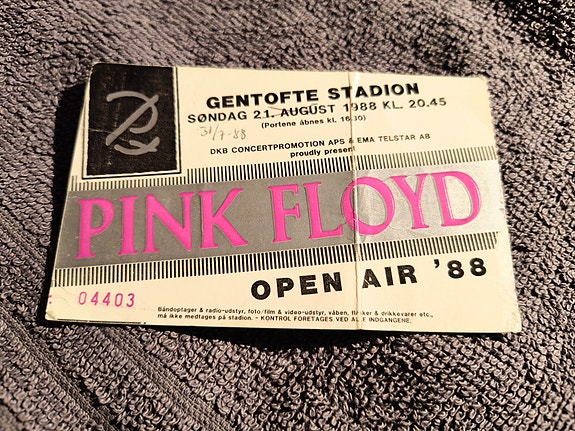 GENTOFTE STADION
SØNDAG 21. AUGUST 1988 KL. 20.45
31/7-88
(Portene åbnes kl. 16.30)
DKB CONCERTPROMOTION APS & EMA TELSTAR AB
proudly present
PINK FLOYD
OPEN AIR '88
04403
Båndoptager & radio-udstyr, foto/film & video-udstyr, våben, flasker & drikkevarer etc.,
må ikke medtages på stadion. - KONTROL FORETAGES VED ALLE INDGANGENE.